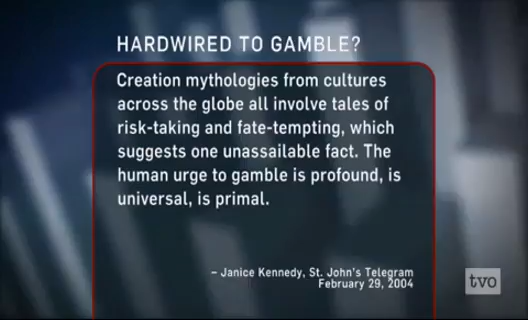 HARDWIRED TO GAMBLE?
Creation mythologies from cultures
across the globe all involve tales of
risk-taking and fate-tempting, which
suggests one unassailable fact. The
human urge to gamble is profound, is
universal, is primal.
– Janice Kennedy, St. John's Telegram
February 29, 2004
tvo